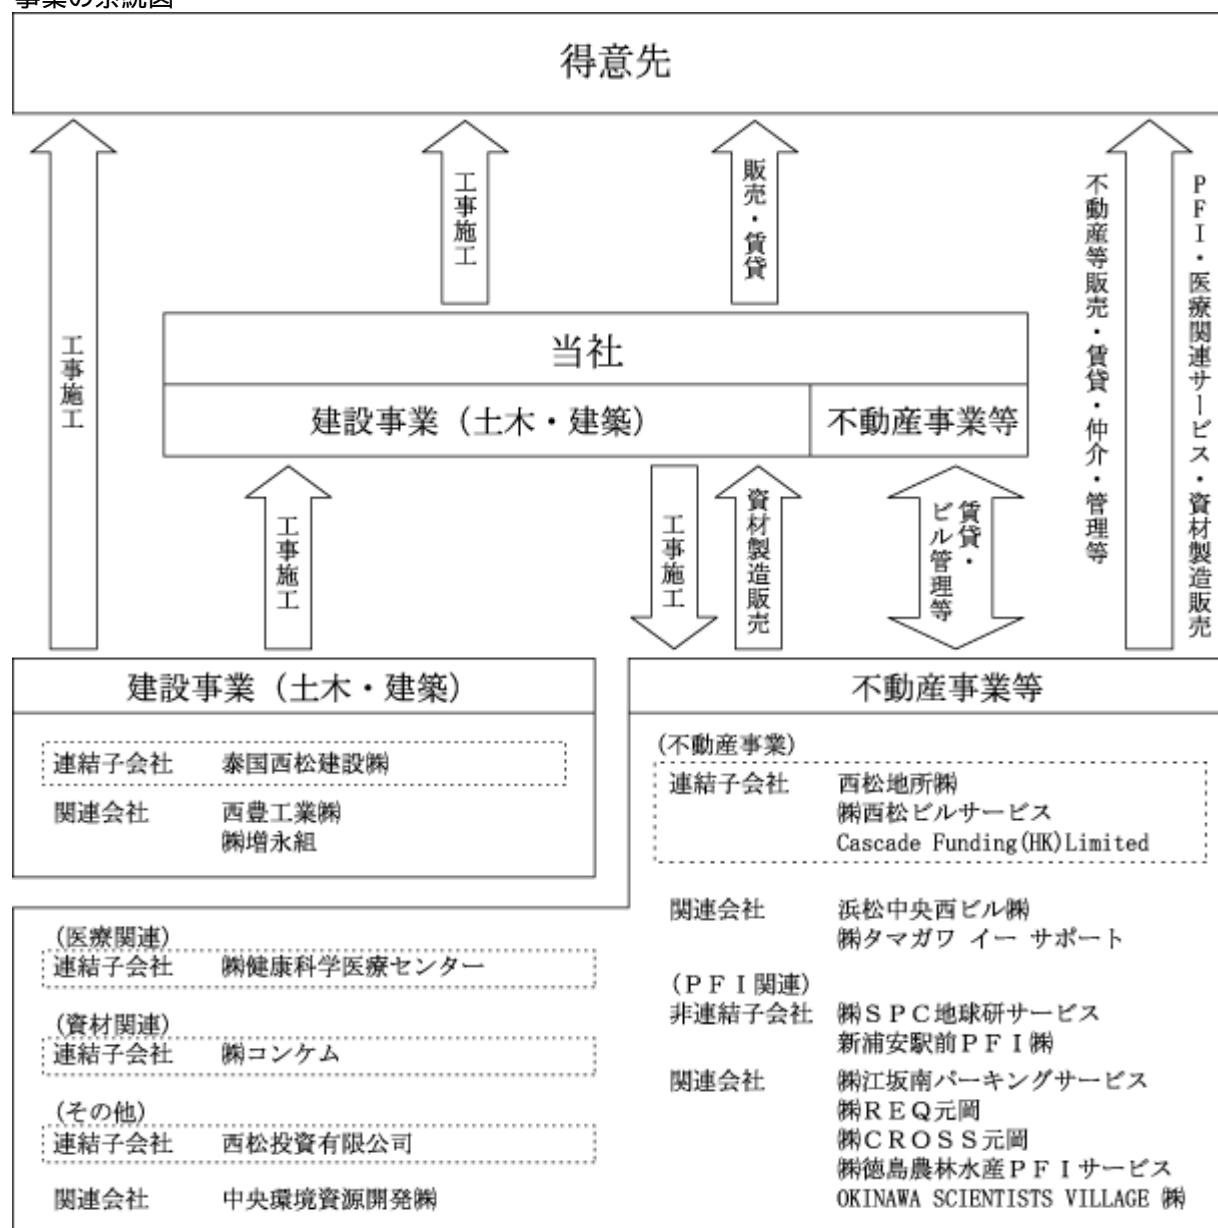 事業の系統図
得意先
工事施工
工事施工
販売・賃貸
不動産等販売・賃貸・仲介・管理等
PFI・医療関連サービス・資材製造販売
当社
建設事業（土木・建築）
不動産事業等
工事施工
工事施工
資材製造販売
賃貸・
ビル管理等
建設事業（土木・建築）
連結子会社 泰国西松建設㈱
関連会社 西豊工業㈱
㈱増永組
不動産事業等
(不動産事業)
連結子会社 西松地所㈱
㈱西松ビルサービス
Cascade Funding(HK)Limited
関連会社 浜松中央西ビル㈱
㈱タマガワ イー サポート
(ＰＦＩ関連)
非連結子会社 ㈱ＳＰＣ地球研サービス
新浦安駅前ＰＦＩ㈱
関連会社 ㈱江坂南パーキングサービス
㈱ＲＥＱ元岡
㈱ＣＲＯＳＳ元岡
㈱徳島農林水産ＰＦＩサービス
OKINAWA SCIENTISTS VILLAGE ㈱
(医療関連)
連結子会社 ㈱健康科学医療センター
(資材関連)
連結子会社 ㈱コンケム
(その他)
連結子会社 西松投資有限公司
関連会社 中央環境資源開発㈱